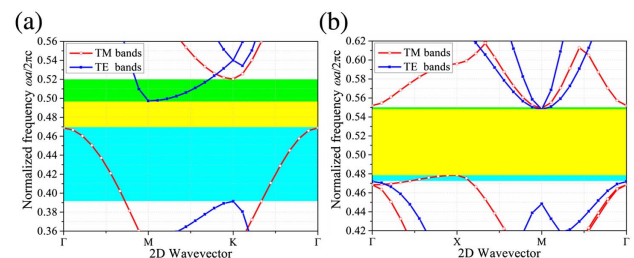 (a)
Normalized frequency ωa/2πc
0.56
0.54
0.52
0.50
0.48
0.46
0.44
0.42
0.40
0.38
0.36
TM bands
TE bands
Γ
M
K
Γ
2D Wavevector
(b)
Normalized frequency ωa/2πc
0.62
0.60
0.58
0.56
0.54
0.52
0.50
0.48
0.46
0.44
0.42
TM bands
TE bands
Γ
X
M
Γ
2D Wavevector